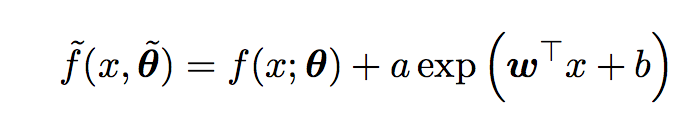 f̃(x, θ̃) = f(x; θ) + a exp(w⊤x + b)